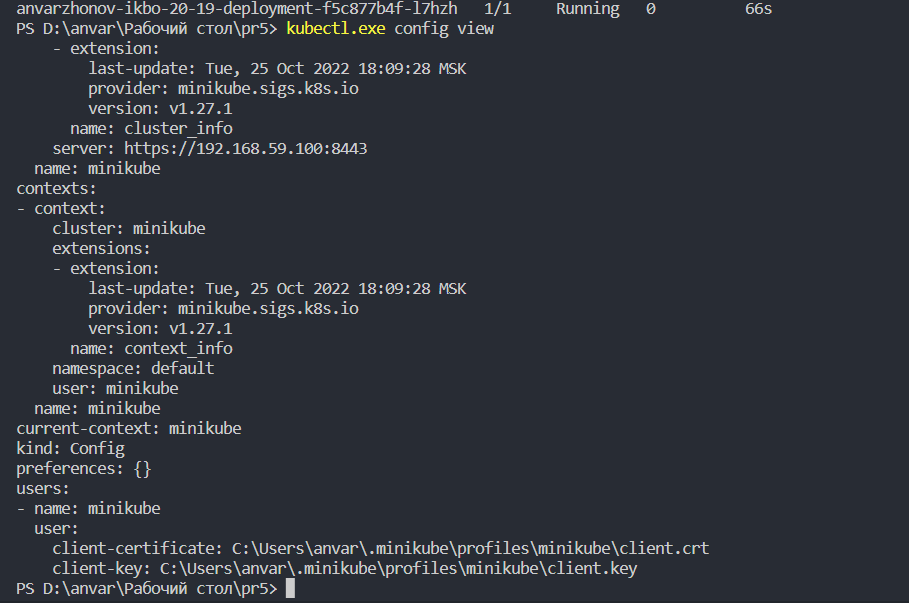 anvarzhonov-ikbo-20-19-deployment-f5c877b4f-l7hzh   1/1     Running   0          66s
PS D:\anvar\Рабочий стол\pr5> kubectl.exe config view
    - extension:
        last-update: Tue, 25 Oct 2022 18:09:28 MSK
        provider: minikube.sigs.k8s.io
        version: v1.27.1
      name: cluster_info
    server: https://192.168.59.100:8443
  name: minikube
contexts:
- context:
    cluster: minikube
    extensions:
    - extension:
        last-update: Tue, 25 Oct 2022 18:09:28 MSK
        provider: minikube.sigs.k8s.io
        version: v1.27.1
      name: context_info
    namespace: default
    user: minikube
  name: minikube
current-context: minikube
kind: Config
preferences: {}
users:
- name: minikube
  user:
    client-certificate: C:\Users\anvar\.minikube\profiles\minikube\client.crt
    client-key: C:\Users\anvar\.minikube\profiles\minikube\client.key
PS D:\anvar\Рабочий стол\pr5>